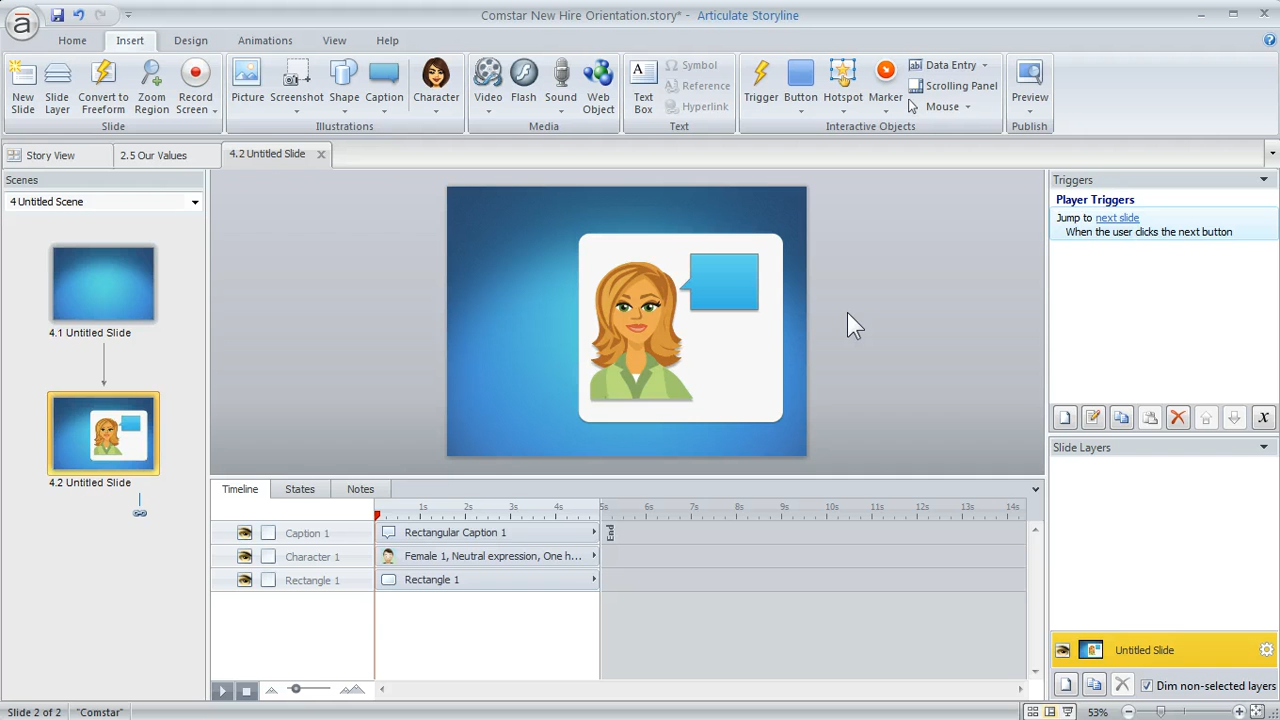 Comstar New Hire Orientation.story* - Articulate Storyline
Home Insert Design Animations View Help
New Slide
Slide Layer
Convert to Freeform
Zoom Region
Record Screen
Slide
Picture
Screenshot
Shape
Caption
Character
Illustrations
Video
Flash
Sound
Web Object
Media
Text Box
Symbol
Reference
Hyperlink
Text
Trigger
Button
Hotspot
Marker
Data Entry
Scrolling Panel
Mouse
Interactive Objects
Preview
Publish
Story View 2.5 Our Values 4.2 Untitled Slide
Scenes
4 Untitled Scene
4.1 Untitled Slide
4.2 Untitled Slide
Triggers
Player Triggers
Jump to next slide
When the user clicks the next button
x
Slide Layers
Untitled Slide
Dim non-selected layers
Timeline States Notes
1s 2s 3s 4s 5s 6s 7s 8s 9s 10s 11s 12s 13s 14s
Caption 1 Rectangular Caption 1
Character 1 Female 1, Neutral expression, One h...
Rectangle 1 Rectangle 1
End
Slide 2 of 2 "Comstar" 53%